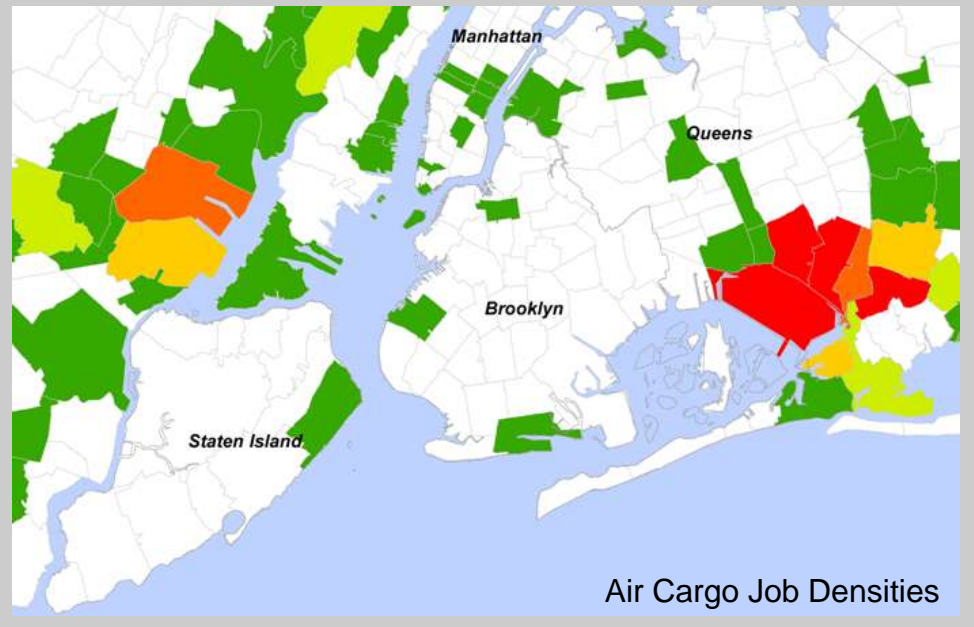 Manhattan
Queens
Brooklyn
Staten Island
Air Cargo Job Densities